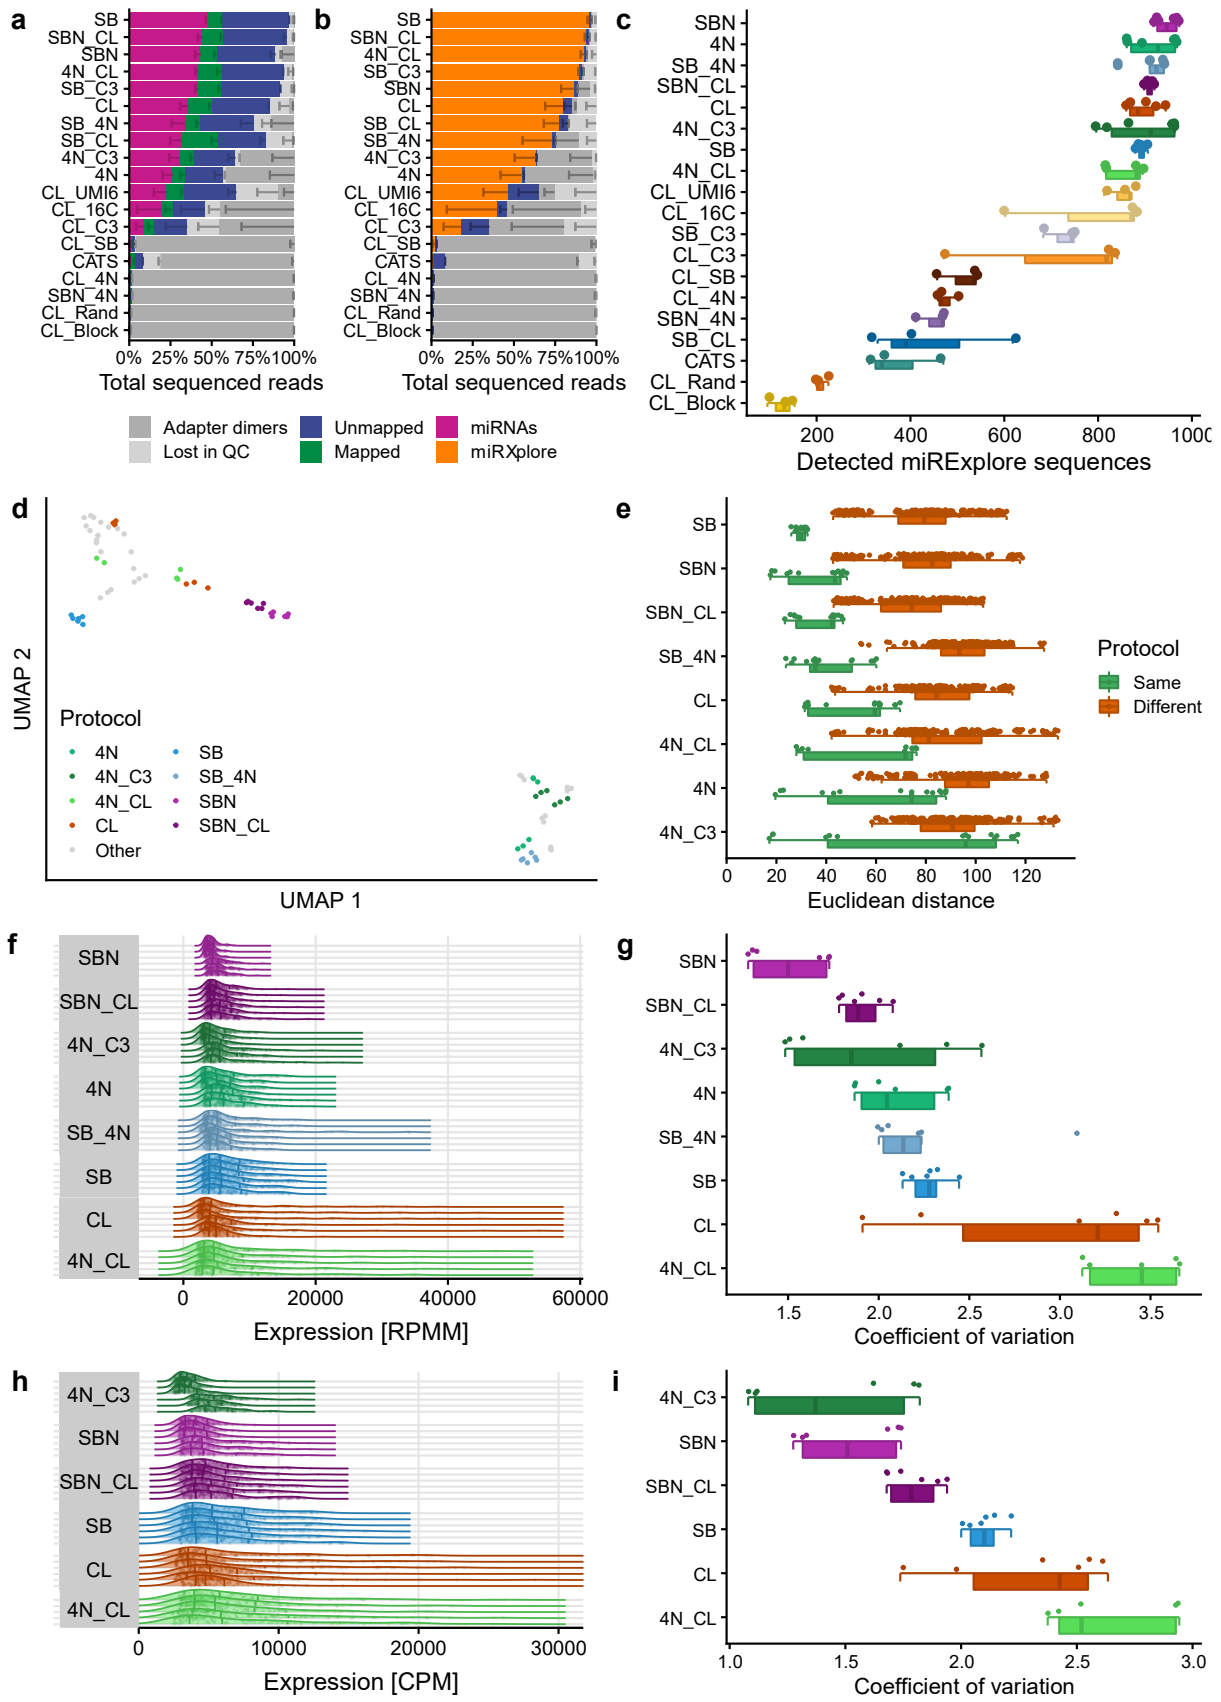 a
SB
SBN_CL
SBN
4N_CL
SB_C3
CL
SB_4N
SB_CL
4N_C3
4N
CL_UMI6
CL_16C
CL_C3
CL_SB
CATS
CL_4N
SBN_4N
CL_Rand
CL_Block
0% 25% 50% 75% 100%
Total sequenced reads
b
SB
SBN_CL
4N_CL
SB_C3
SBN
CL
SB_CL
SB_4N
4N_C3
4N
CL_UMI6
CL_16C
CL_C3
CL_SB
CATS
CL_4N
SBN_4N
CL_Rand
CL_Block
0% 25% 50% 75% 100%
Total sequenced reads
Adapter dimers Unmapped miRNAs
Lost in QC Mapped miRXplore
c
SBN
4N
SB_4N
SBN_CL
CL
4N_C3
SB
4N_CL
CL_UMI6
CL_16C
SB_C3
CL_C3
CL_SB
CL_4N
SBN_4N
SB_CL
CATS
CL_Rand
CL_Block
200 400 600 800 1000
Detected miRExplore sequences
d
UMAP 2
Protocol
4N SB
4N_C3 SB_4N
4N_CL SBN
CL SBN_CL
Other
UMAP 1
e
SB
SBN
SBN_CL
SB_4N
CL
4N_CL
4N
4N_C3
0 20 40 60 80 100 120
Euclidean distance
Protocol
Same
Different
f
SBN
SBN_CL
4N_C3
4N
SB_4N
SB
CL
4N_CL
0 20000 40000 60000
Expression [RPMM]
g
SBN
SBN_CL
4N_C3
4N
SB_4N
SB
CL
4N_CL
1.5 2.0 2.5 3.0 3.5
Coefficient of variation
h
4N_C3
SBN
SBN_CL
SB
CL
4N_CL
0 10000 20000 30000
Expression [CPM]
i
4N_C3
SBN
SBN_CL
SB
CL
4N_CL
1.0 1.5 2.0 2.5 3.0
Coefficient of variation